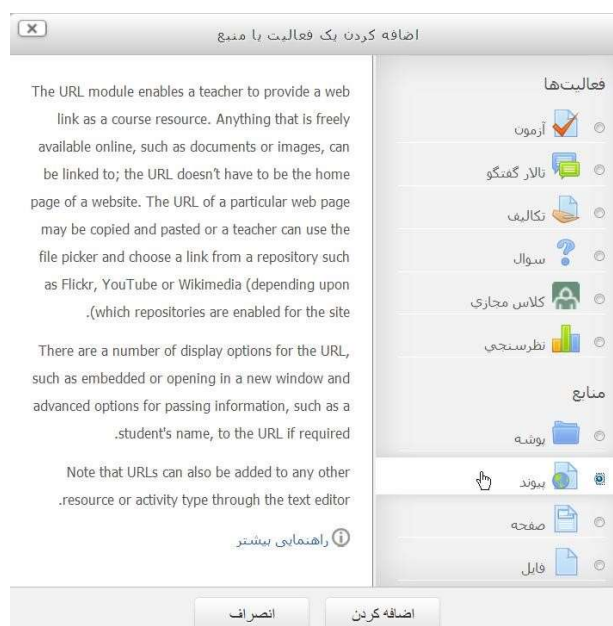 اضافه کردن یک فعالیت یا منبع
فعالیت‌ها
آزمون
تالار گفتگو
تکالیف
سوال
کلاس مجازي
نظرسنجي
منابع
پوشه
پیوند
صفحه
فایل
The URL module enables a teacher to provide a web
link as a course resource. Anything that is freely
available online, such as documents or images, can
be linked to; the URL doesn't have to be the home
page of a website. The URL of a particular web page
may be copied and pasted or a teacher can use the
file picker and choose a link from a repository such
as Flickr, YouTube or Wikimedia (depending upon
.(which repositories are enabled for the site
There are a number of display options for the URL,
such as embedded or opening in a new window and
advanced options for passing information, such as a
.student's name, to the URL if required
Note that URLs can also be added to any other
.resource or activity type through the text editor
راهنمایی بیشتر
اضافه کردن
انصراف